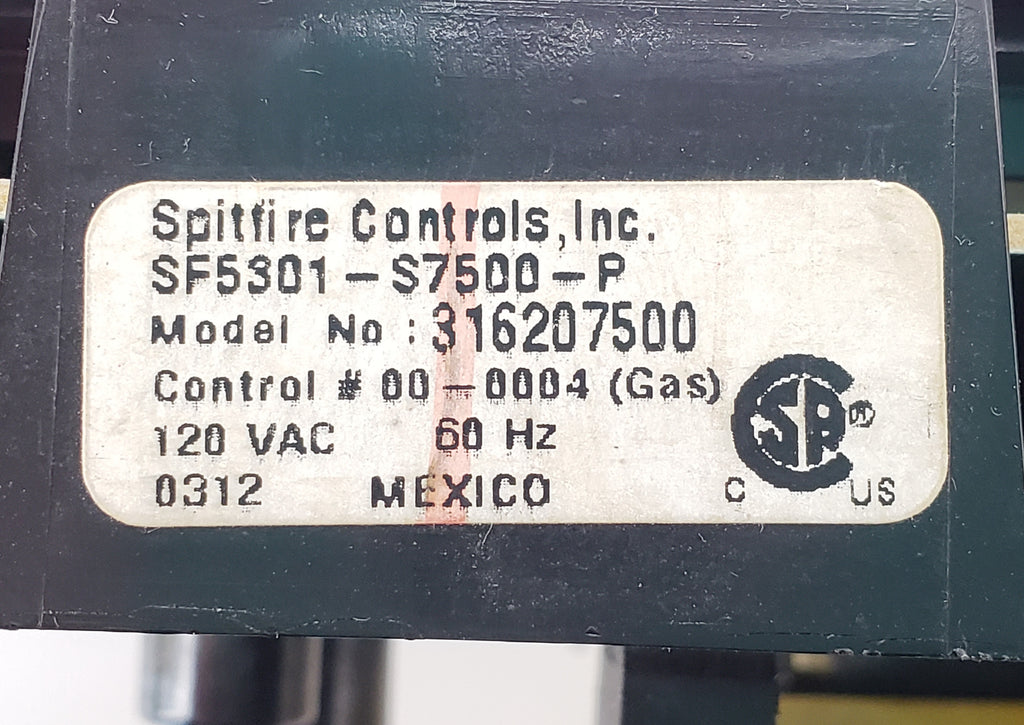 Spitfire Controls, Inc.
SF5301-S7500-P
Model No: 316207500
Control # 00-0004 (Gas)
120 VAC 60 Hz
0312 MEXICO
C SP® US